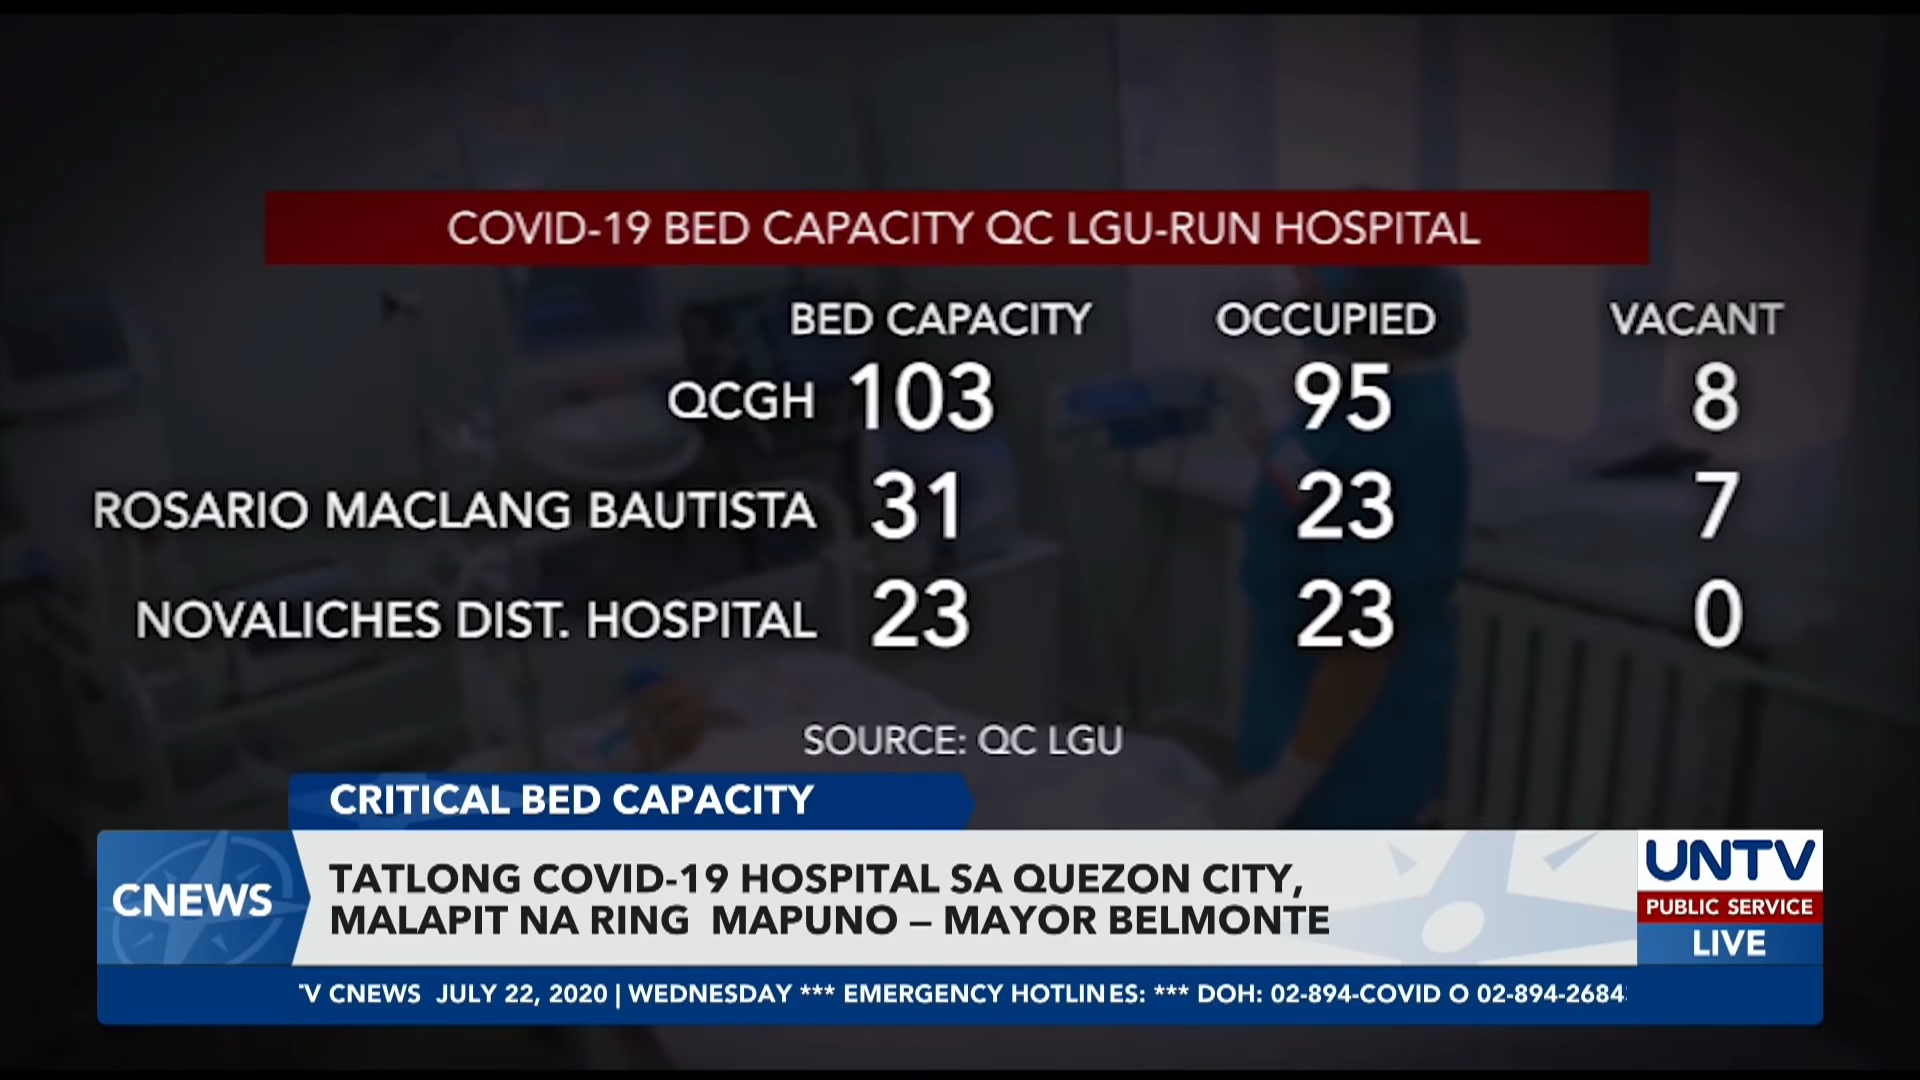 COVID-19 BED CAPACITY QC LGU-RUN HOSPITAL
BED CAPACITY OCCUPIED VACANT
QCGH 103 95 8
ROSARIO MACLANG BAUTISTA 31 23 7
NOVALICHES DIST. HOSPITAL 23 23 0
SOURCE: QC LGU
CRITICAL BED CAPACITY
CNEWS
TATLONG COVID-19 HOSPITAL SA QUEZON CITY,
MALAPIT NA RING MAPUNO – MAYOR BELMONTE
UNTV
PUBLIC SERVICE
LIVE
V CNEWS JULY 22, 2020 | WEDNESDAY *** EMERGENCY HOTLINES: *** DOH: 02-894-COVID O 02-894-2684